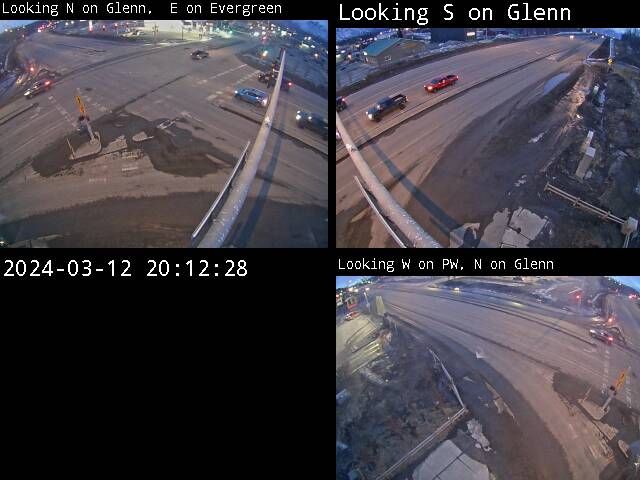 Looking N on Glenn,  E on Evergreen
Looking S on Glenn
2024-03-12 20:12:28
Looking W on PW, N on Glenn